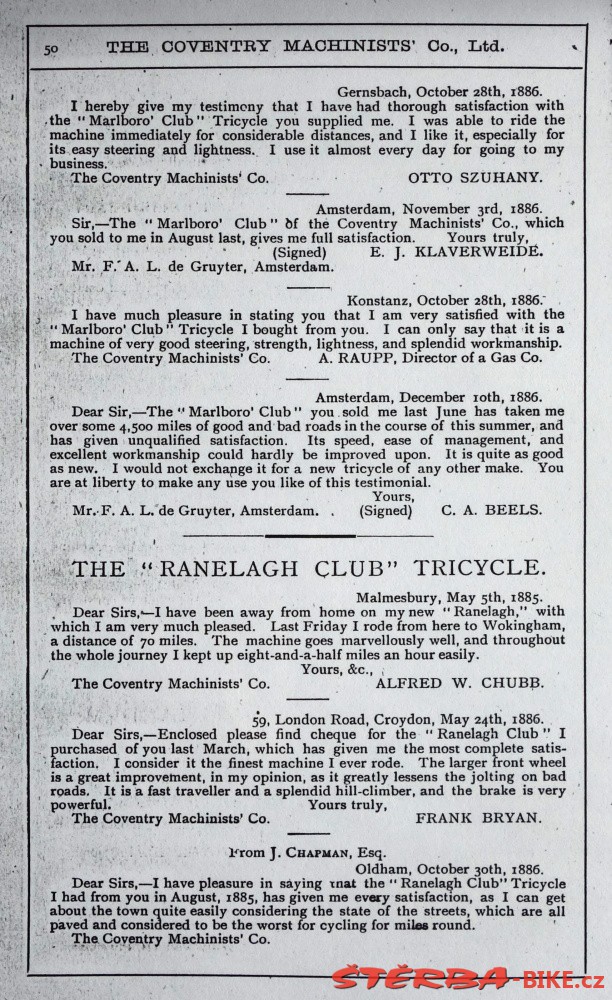 50 THE COVENTRY MACHINISTS' Co., Ltd.
Gernsbach, October 28th, 1886.
I hereby give my testimony that I have had thorough satisfaction with
the "Marlboro' Club" Tricycle you supplied me. I was able to ride the
machine immediately for considerable distances, and I like it, especially for
its easy steering and lightness. I use it almost every day for going to my
business.
The Coventry Machinists' Co. OTTO SZUHANY.
Amsterdam, November 3rd, 1886.
Sir,—The "Marlboro' Club" of the Coventry Machinists' Co., which
you sold to me in August last, gives me full satisfaction. Yours truly,
(Signed) E. J. KLAVERWEIDE.
Mr. F. A. L. de Gruyter, Amsterdam.
Konstanz, October 28th, 1886.
I have much pleasure in stating you that I am very satisfied with the
"Marlboro' Club" Tricycle I bought from you. I can only say that it is a
machine of very good steering, strength, lightness, and splendid workmanship.
The Coventry Machinists' Co. A. RAUPP, Director of a Gas Co.
Amsterdam, December 10th, 1886.
Dear Sir,—The "Marlboro' Club" you sold me last June has taken me
over some 4,500 miles of good and bad roads in the course of this summer, and
has given unqualified satisfaction. Its speed, ease of management, and
excellent workmanship could hardly be improved upon. It is quite as good
as new. I would not exchange it for a new tricycle of any other make. You
are at liberty to make any use you like of this testimonial.
Yours,
Mr. F. A. L. de Gruyter, Amsterdam. (Signed) C. A. BEELS.
THE "RANELAGH CLUB" TRICYCLE.
Malmesbury, May 5th, 1885.
Dear Sirs,—I have been away from home on my new "Ranelagh," with
which I am very much pleased. Last Friday I rode from here to Wokingham,
a distance of 70 miles. The machine goes marvellously well, and throughout
the whole journey I kept up eight-and-a-half miles an hour easily.
Yours, &c.,
The Coventry Machinists' Co. ALFRED W. CHUBB.
59, London Road, Croydon, May 24th, 1886.
Dear Sirs,—Enclosed please find cheque for the "Ranelagh Club" I
purchased of you last March, which has given me the most complete satis-
faction. I consider it the finest machine I ever rode. The larger front wheel
is a great improvement, in my opinion, as it greatly lessens the jolting on bad
roads. It is a fast traveller and a splendid hill-climber, and the brake is very
powerful. Yours truly,
The Coventry Machinists' Co. FRANK BRYAN.
From J. CHAPMAN, Esq.
Oldham, October 30th, 1886.
Dear Sirs,—I have pleasure in saying that the "Ranelagh Club" Tricycle
I had from you in August, 1885, has given me every satisfaction, as I can get
about the town quite easily considering the state of the streets, which are all
paved and considered to be the worst for cycling for miles round.
The Coventry Machinists' Co.
ŠTĚRBA-BIKE.cz